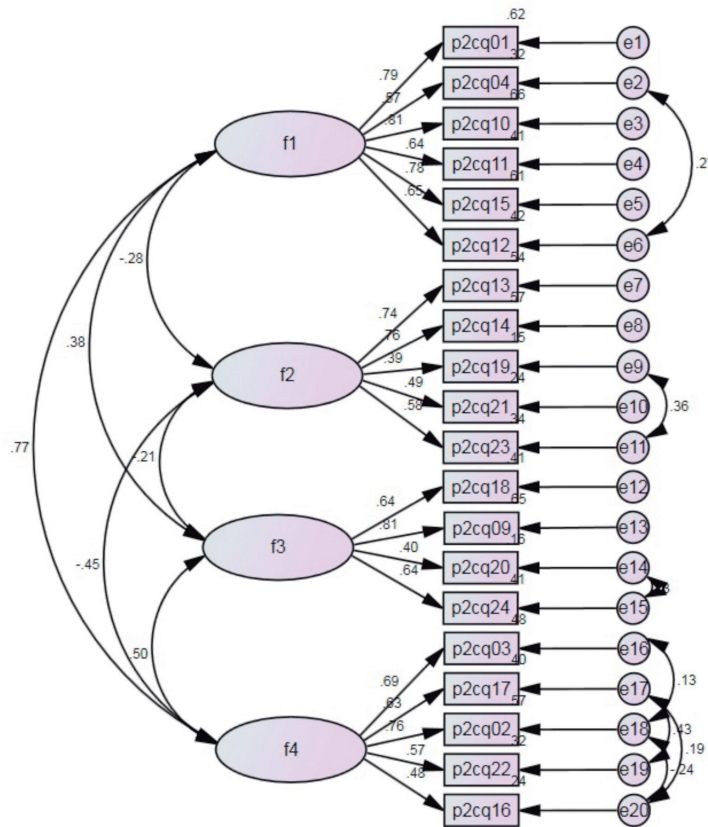 .62
p2cq01
e1
.79
.32
p2cq04
e2
.57
.66
p2cq10
e3
.81
.41
f1
.64
p2cq11
e4
.2
.78
.61
p2cq15
e5
.65
.42
p2cq12
e6
.54
-.28
p2cq13
e7
.74
.57
p2cq14
e8
.76
.15
.38
.39
p2cq19
e9
.24
f2
.49
p2cq21
e10
.36
.58
.34
p2cq23
e11
.77
-.21
.41
p2cq18
e12
.64
.65
p2cq09
e13
.81
.16
f3
.40
p2cq20
e14
.41
-.45
.64
p2cq24
e15
.48
.50
p2cq03
e16
.40
.13
.69
p2cq17
e17
.63
.57
.76
p2cq02
e18
.43
.32
f4
.19
.57
p2cq22
e19
-.24
.48
.24
p2cq16
e20